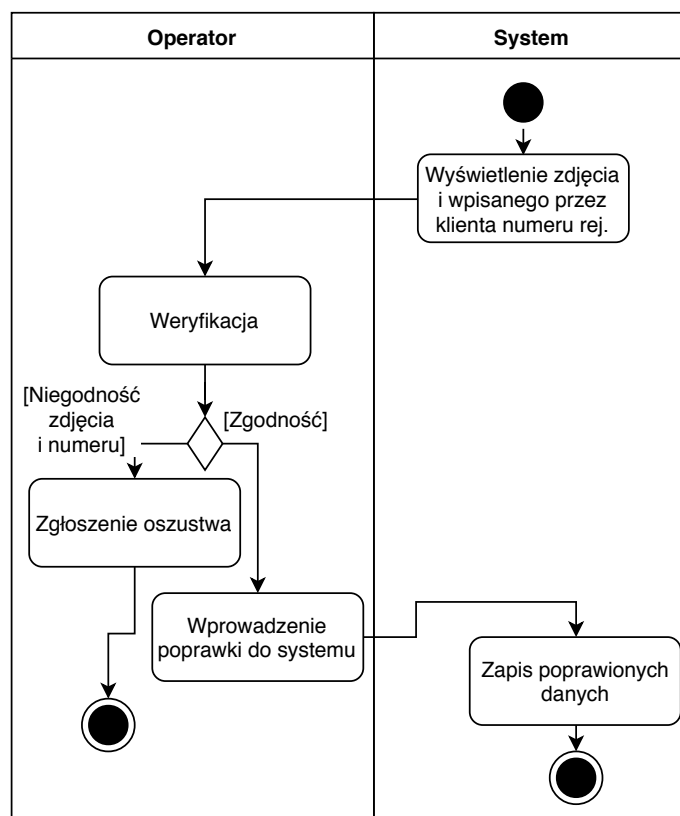 Operator
System
Wyświetlenie zdjęcia
i wpisanego przez
klienta numeru rej.
Weryfikacja
[Niegodność
zdjęcia
i numeru]
[Zgodność]
Zgłoszenie oszustwa
Wprowadzenie
poprawki do systemu
Zapis poprawionych
danych